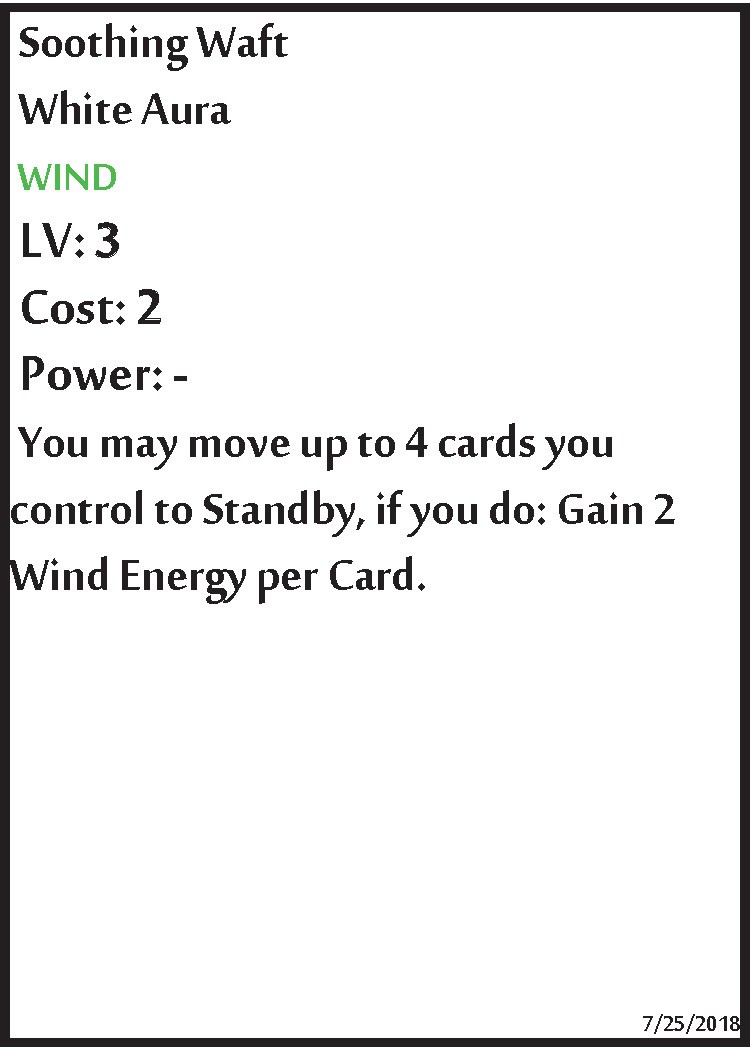 Soothing Waft
White Aura
WIND
LV: 3
Cost: 2
Power: -
You may move up to 4 cards you
control to Standby, if you do: Gain 2
Wind Energy per Card.
7/25/2018